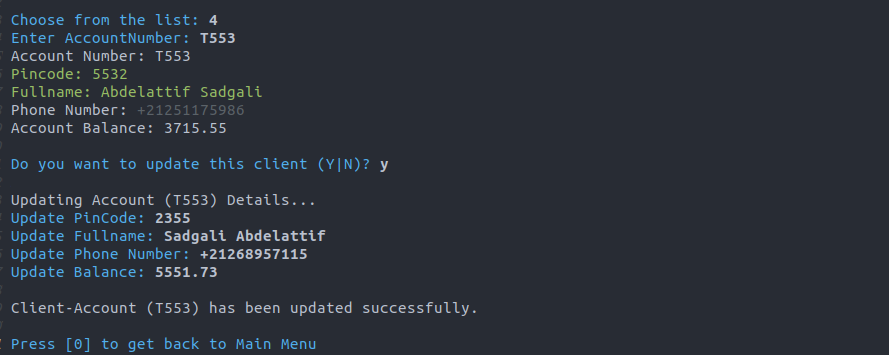 Choose from the list: 4
Enter AccountNumber: T553
Account Number: T553
Pincode: 5532
Fullname: Abdelattif Sadgali
Phone Number: +21251175986
Account Balance: 3715.55
Do you want to update this client (Y|N)? y
Updating Account (T553) Details...
Update PinCode: 2355
Update Fullname: Sadgali Abdelattif
Update Phone Number: +21268957115
Update Balance: 5551.73
Client-Account (T553) has been updated successfully.
Press [0] to get back to Main Menu